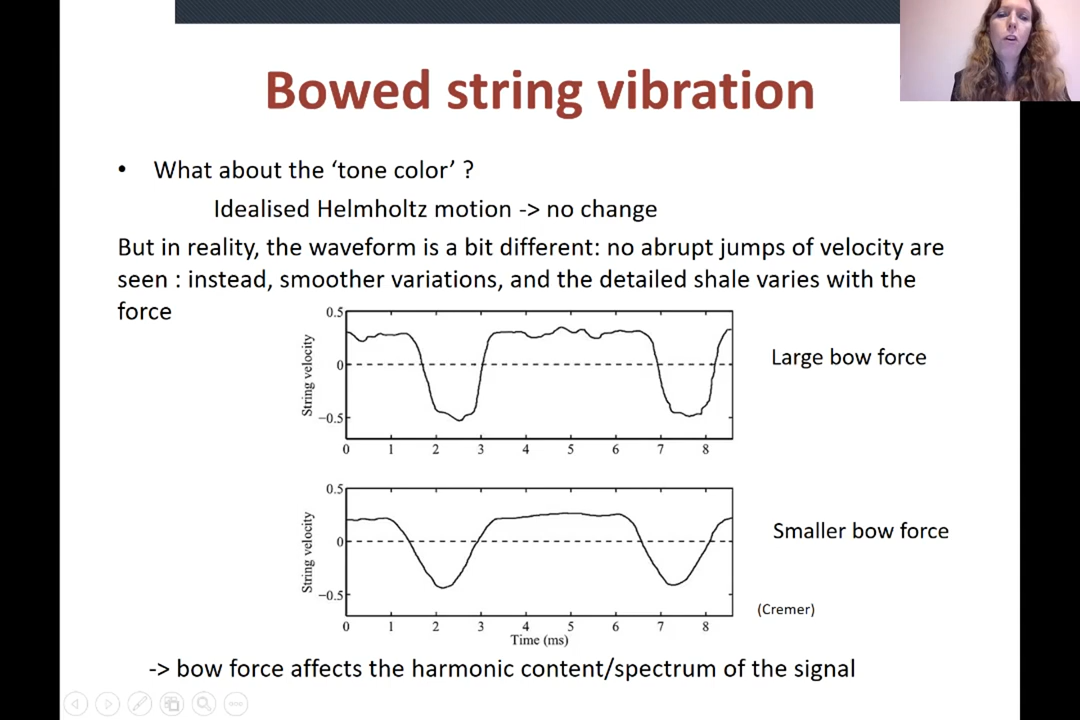 Bowed string vibration
• What about the ‘tone color’ ?
Idealised Helmholtz motion -> no change
But in reality, the waveform is a bit different: no abrupt jumps of velocity are
seen : instead, smoother variations, and the detailed shale varies with the
force
0.5
0
−0.5
String velocity
0 1 2 3 4 5 6 7 8
Large bow force
0.5
0
−0.5
String velocity
0 1 2 3 4 5 6 7 8
Time (ms)
Smaller bow force
(Cremer)
-> bow force affects the harmonic content/spectrum of the signal